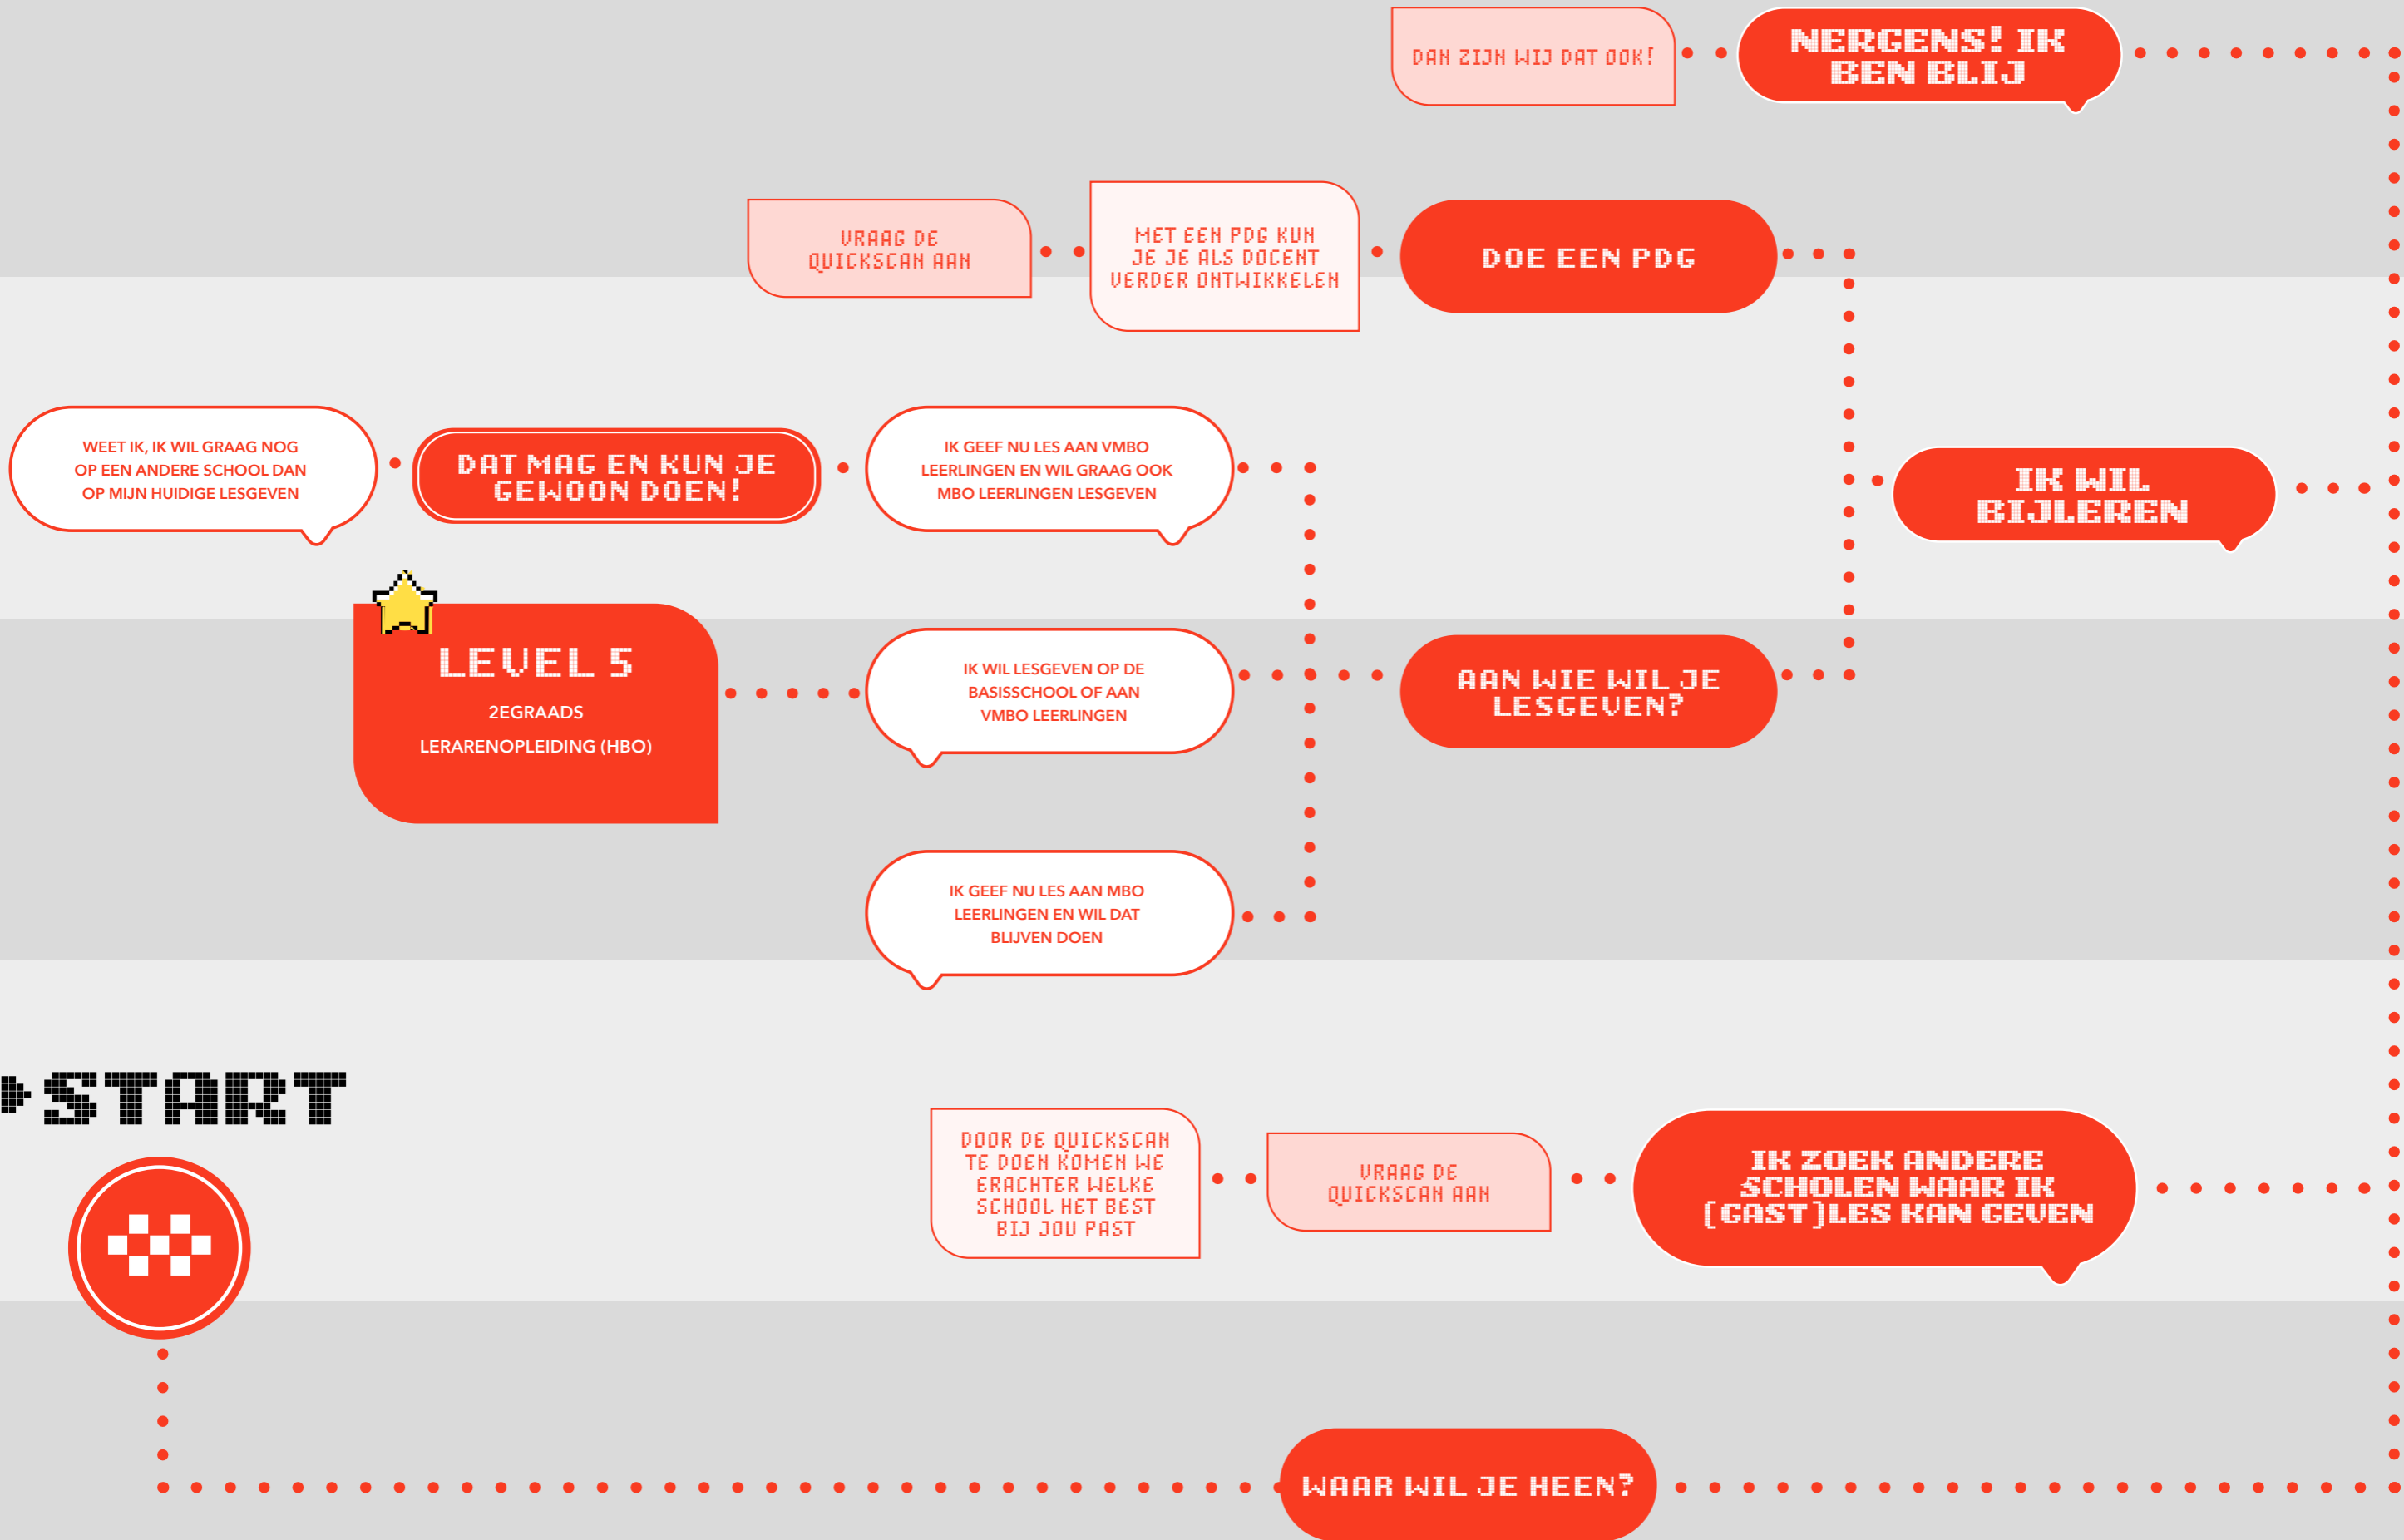 DAN ZIJN WIJ DAT OOK!
NERGENS! IK
BEN BLIJ
VRAAG DE
QUICKSCAN AAN
MET EEN PDG KUN
JE JE ALS DOCENT
VERDER ONTWIKKELEN
DOE EEN PDG
WEET IK, IK WIL GRAAG NOG
OP EEN ANDERE SCHOOL DAN
OP MIJN HUIDIGE LESGEVEN
DAT MAG EN KUN JE
GEWOON DOEN!
IK GEEF NU LES AAN VMBO
LEERLINGEN EN WIL GRAAG OOK
MBO LEERLINGEN LESGEVEN
IK WIL
BIJLEREN
LEVEL 5
2EGRAADS
LERARENOPLEIDING (HBO)
IK WIL LESGEVEN OP DE
BASISSCHOOL OF AAN
VMBO LEERLINGEN
AAN WIE WIL JE
LESGEVEN?
IK GEEF NU LES AAN MBO
LEERLINGEN EN WIL DAT
BLIJVEN DOEN
START
DOOR DE QUICKSCAN
TE DOEN KOMEN WE
ERACHTER WELKE
SCHOOL HET BEST
BIJ JOU PAST
VRAAG DE
QUICKSCAN AAN
IK ZOEK ANDERE
SCHOLEN WAAR IK
(GAST)LES KAN GEVEN
WAAR WIL JE HEEN?